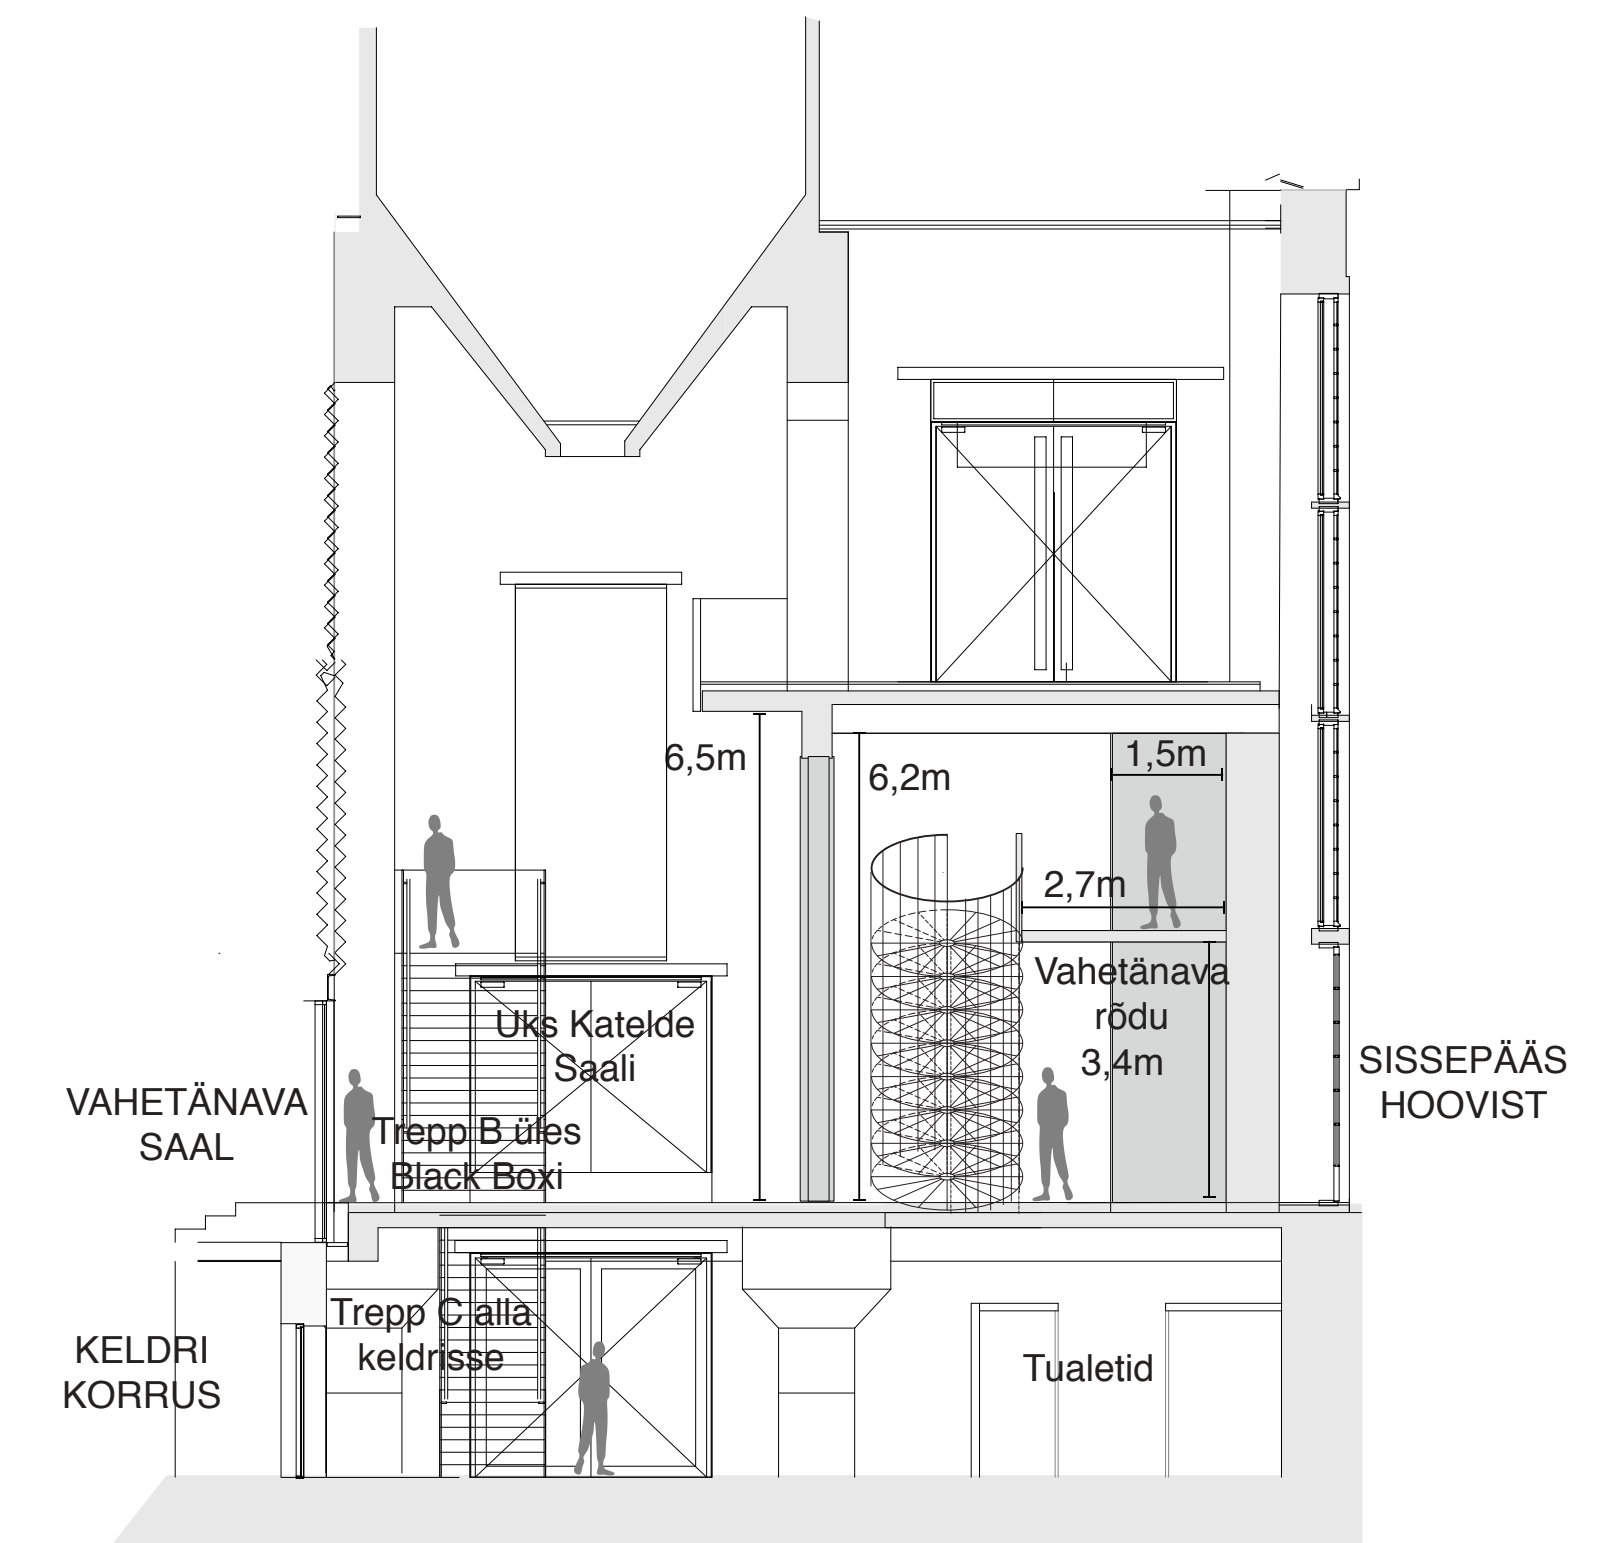 6,5m
6,2m
1,5m
2,7m
Vahetänava
rõdu
3,4m
Uks Katelde
Saali
VAHETÄNAVA
SAAL
Trepp B üles
Black Boxi
SISSEPÄÄS
HOOVIST
Trepp C alla
keldrisse
KELDRI
KORRUS
Tualetid